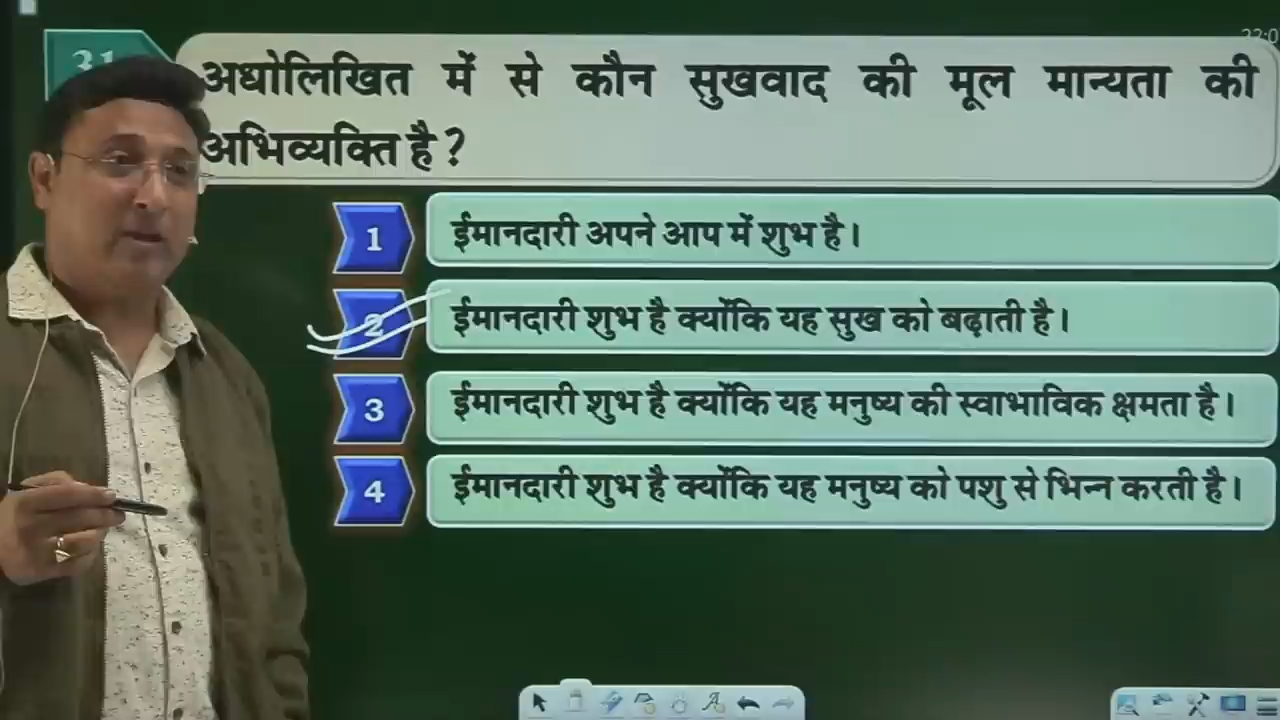 31
अधोलिखित में से कौन सुखवाद की मूल मान्यता की
अभिव्यक्ति है ?
1 ईमानदारी अपने आप में शुभ है।
2 ईमानदारी शुभ है क्योंकि यह सुख को बढ़ाती है।
3 ईमानदारी शुभ है क्योंकि यह मनुष्य की स्वाभाविक क्षमता है।
4 ईमानदारी शुभ है क्योंकि यह मनुष्य को पशु से भिन्न करती है।